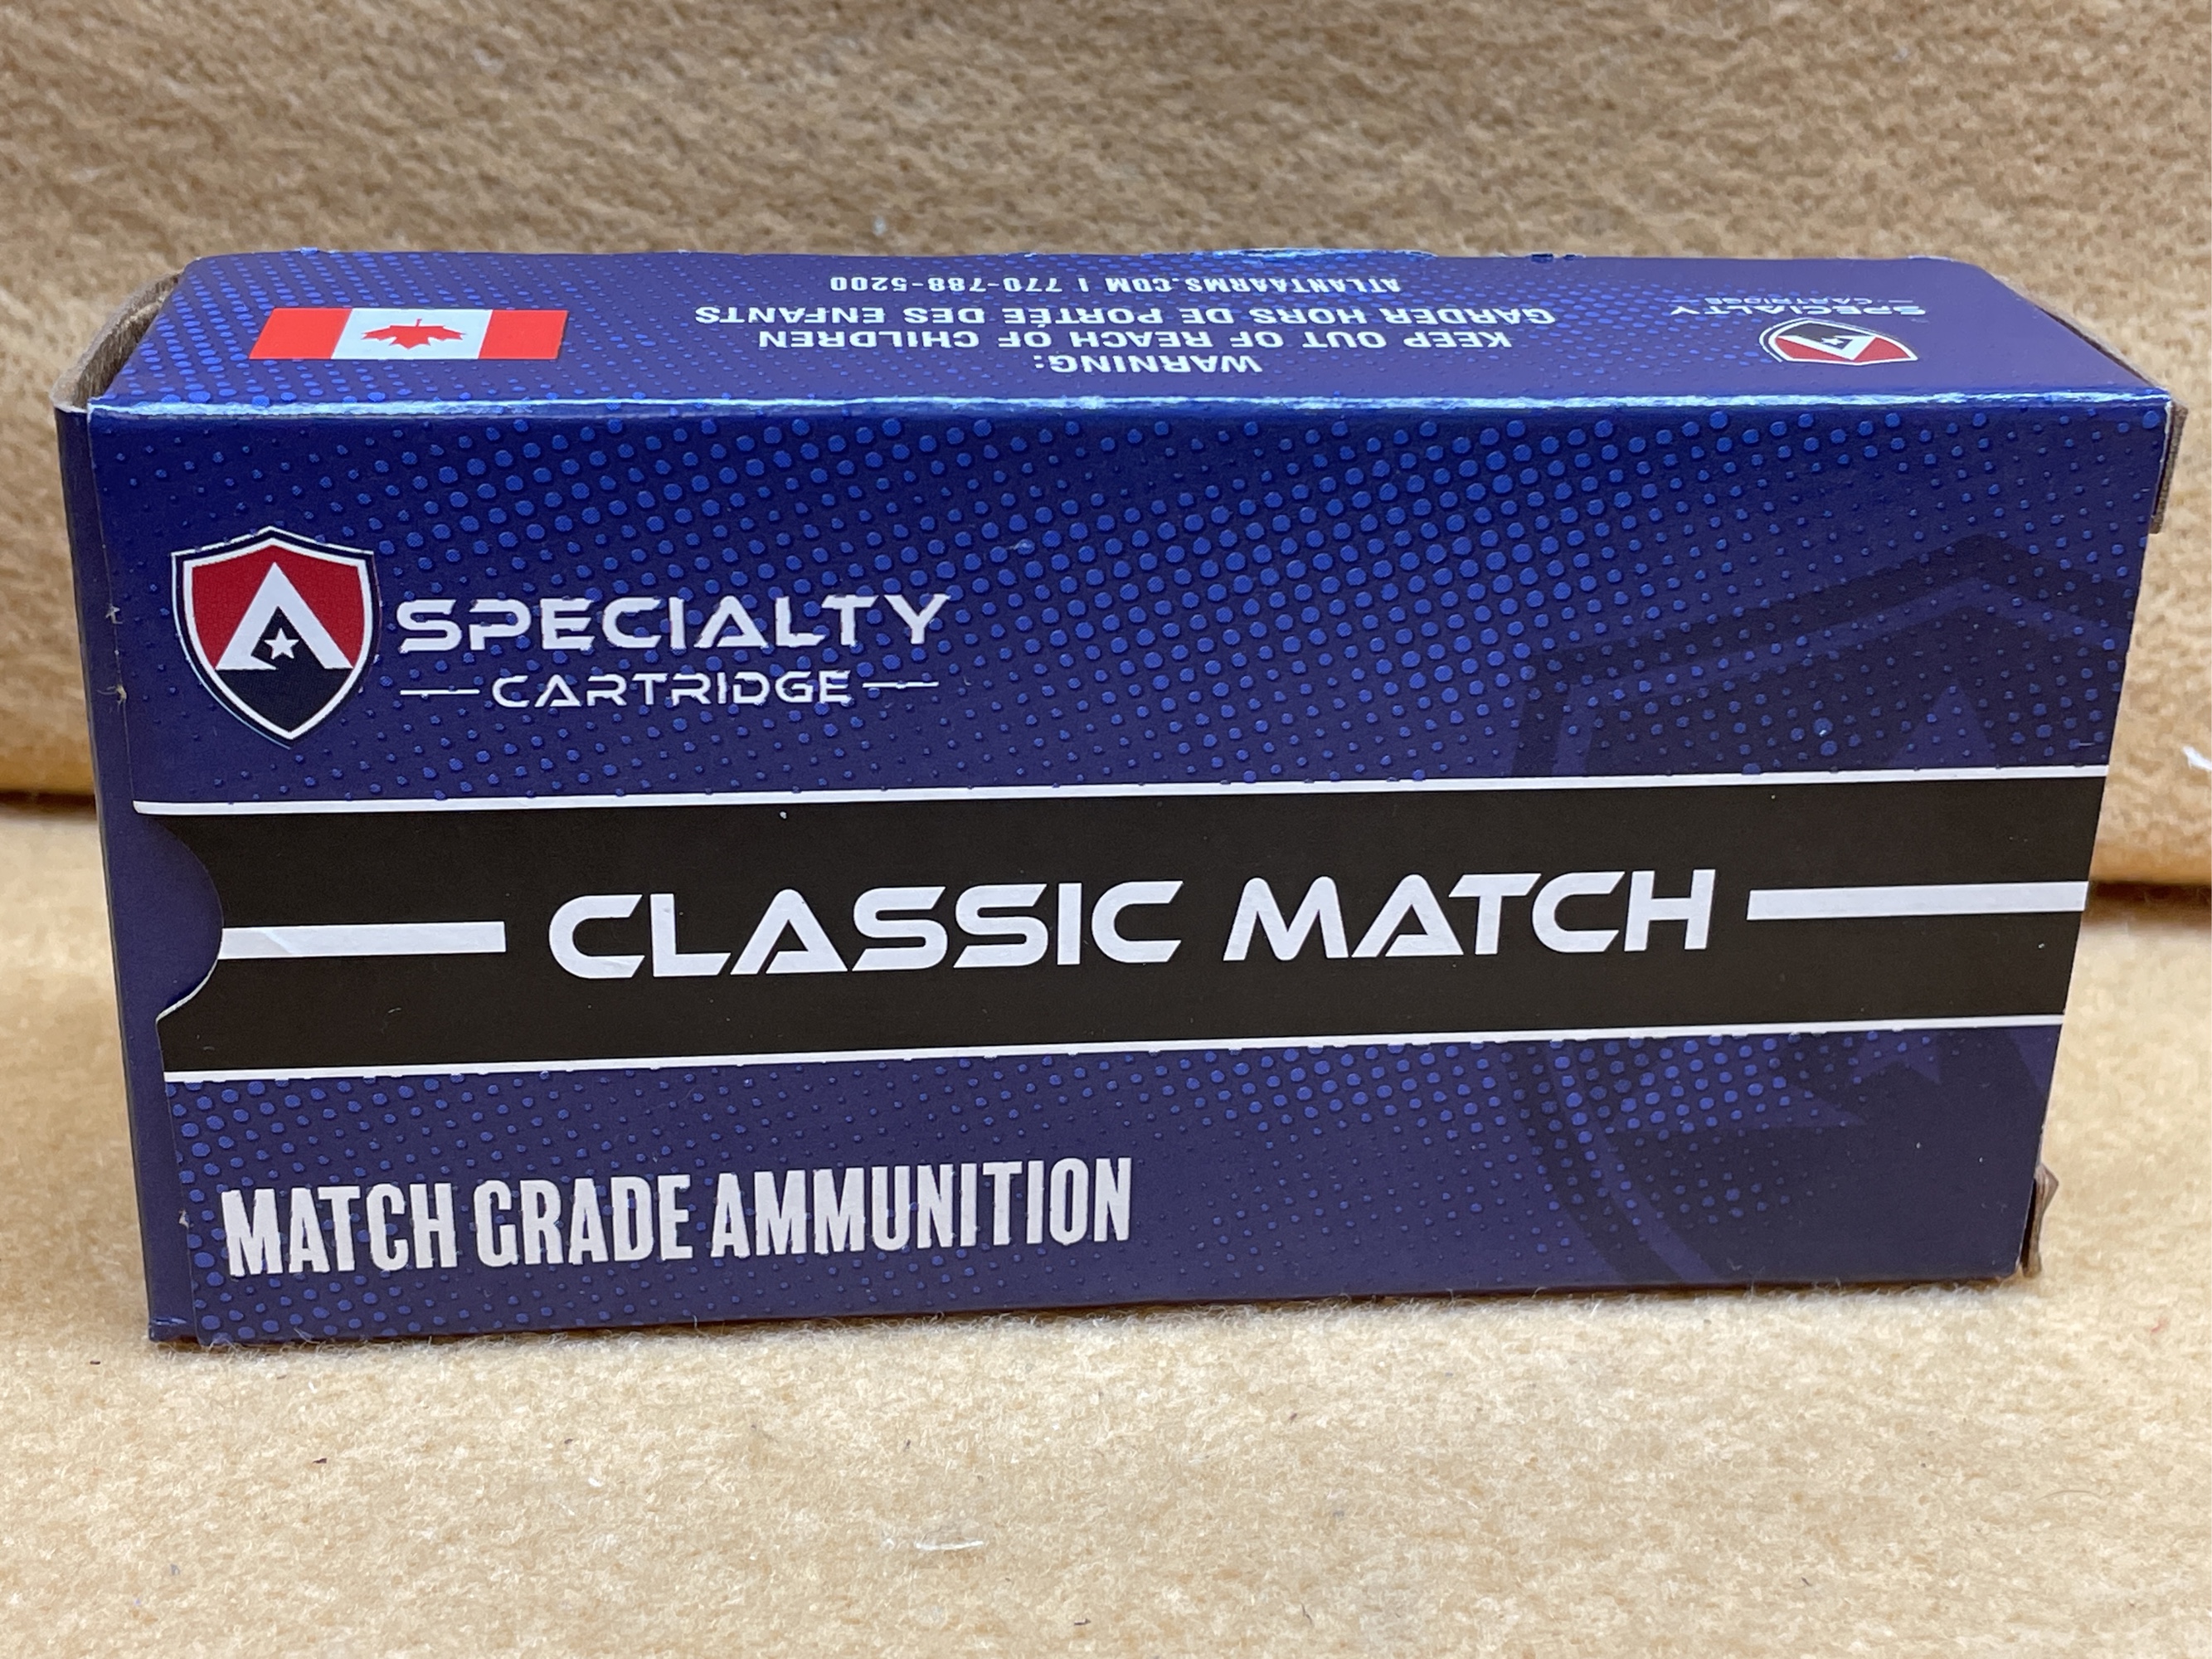 ATLANTAARMS.COM | 770-788-5200
GARDER HORS DE PORTÉE DES ENFANTS
KEEP OUT OF REACH OF CHILDREN
WARNING:
SPECIALTY
CARTRIDGE
SPECIALTY
CARTRIDGE
CLASSIC MATCH
MATCH GRADE AMMUNITION